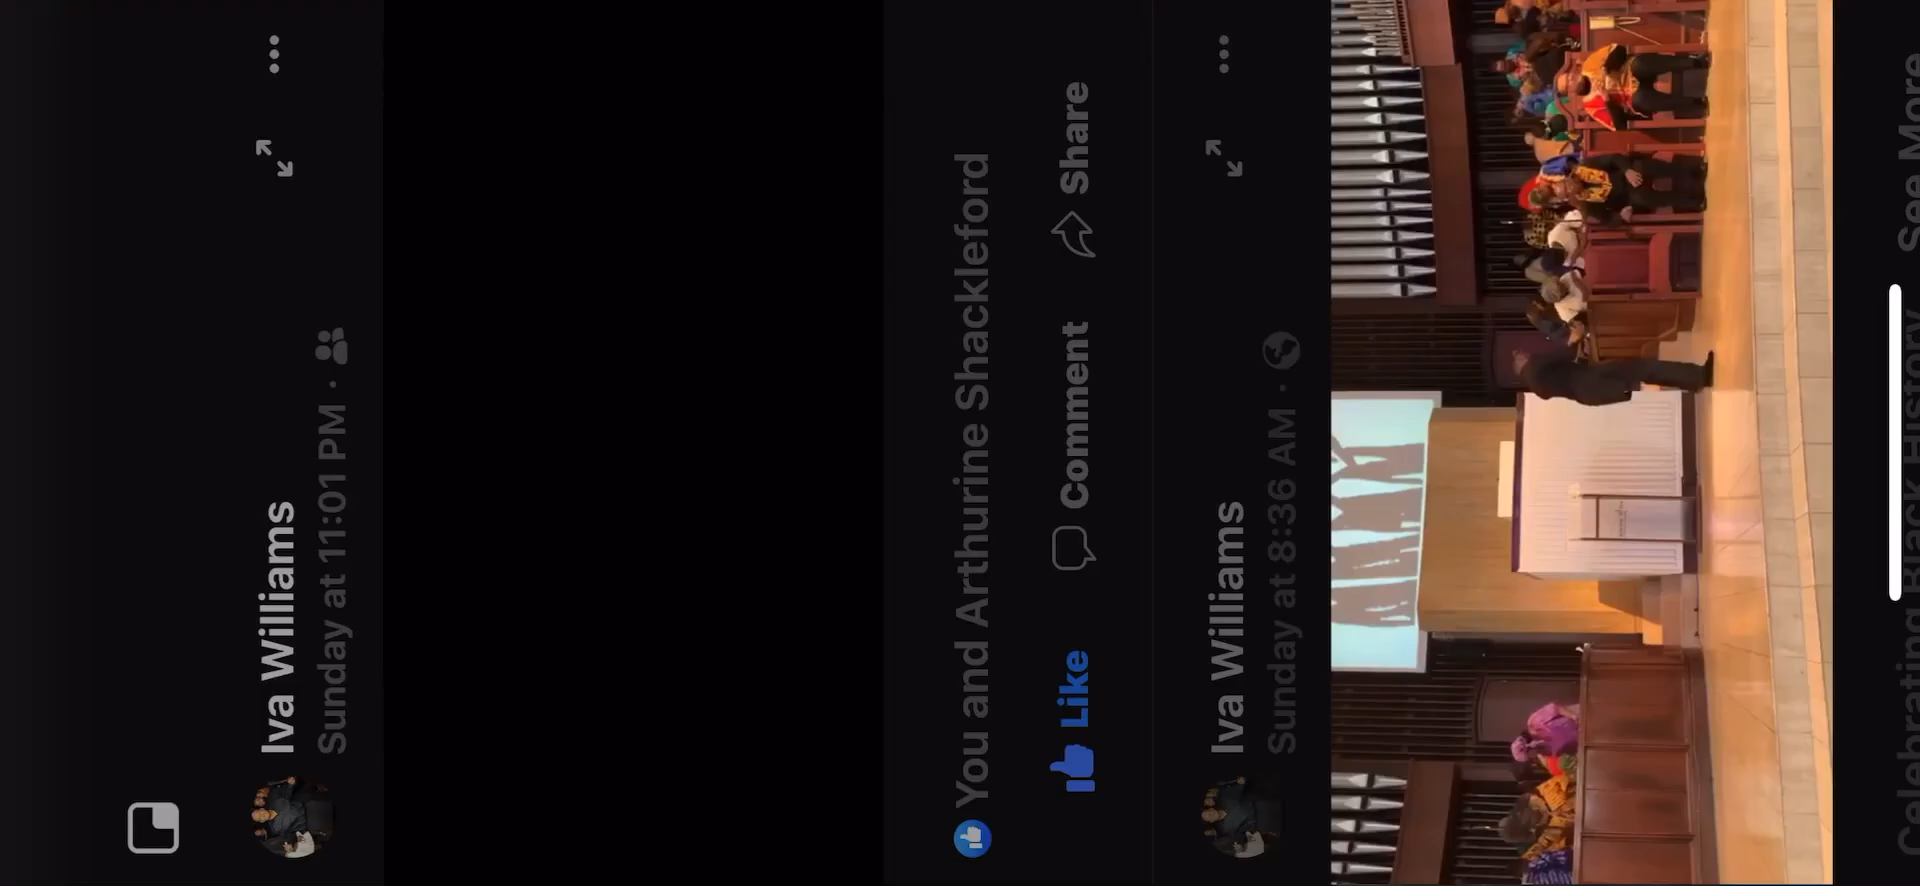 Iva Williams
Sunday at 11:01 PM ·
You and Arthurine Shackleford
Like Comment Share
Iva Williams
Sunday at 8:36 AM ·
Celebrating Black History See More